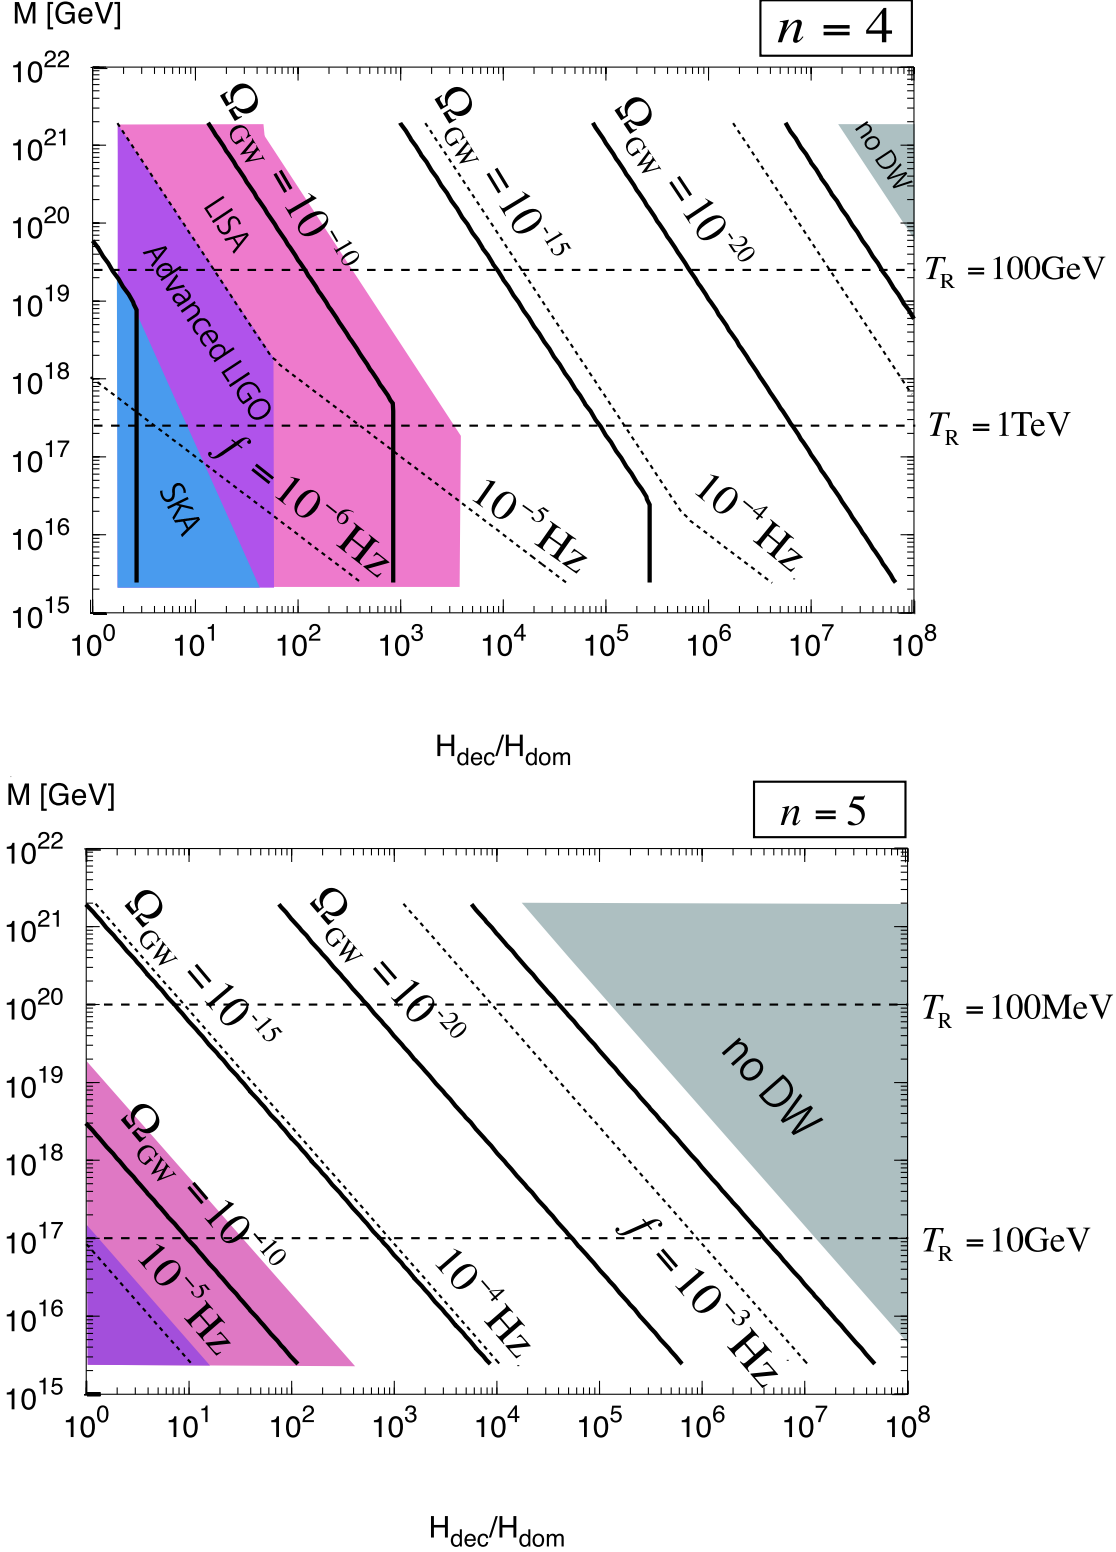 M [GeV]
n = 4
10^22
10^21
10^20
10^19
10^18
10^17
10^16
10^15
Ω_GW = 10^-10
Ω_GW = 10^-15
Ω_GW = 10^-20
no DW
LISA
Advanced LIGO
SKA
T_R = 100GeV
T_R = 1TeV
f = 10^-6 Hz
10^-5 Hz
10^-4 Hz
10^0 10^1 10^2 10^3 10^4 10^5 10^6 10^7 10^8
H_dec/H_dom
M [GeV]
n = 5
10^22
10^21
10^20
10^19
10^18
10^17
10^16
10^15
Ω_GW = 10^-15
Ω_GW = 10^-20
Ω_GW = 10^-10
no DW
T_R = 100MeV
T_R = 10GeV
10^-5 Hz
10^-4 Hz
f = 10^-3 Hz
10^0 10^1 10^2 10^3 10^4 10^5 10^6 10^7 10^8
H_dec/H_dom